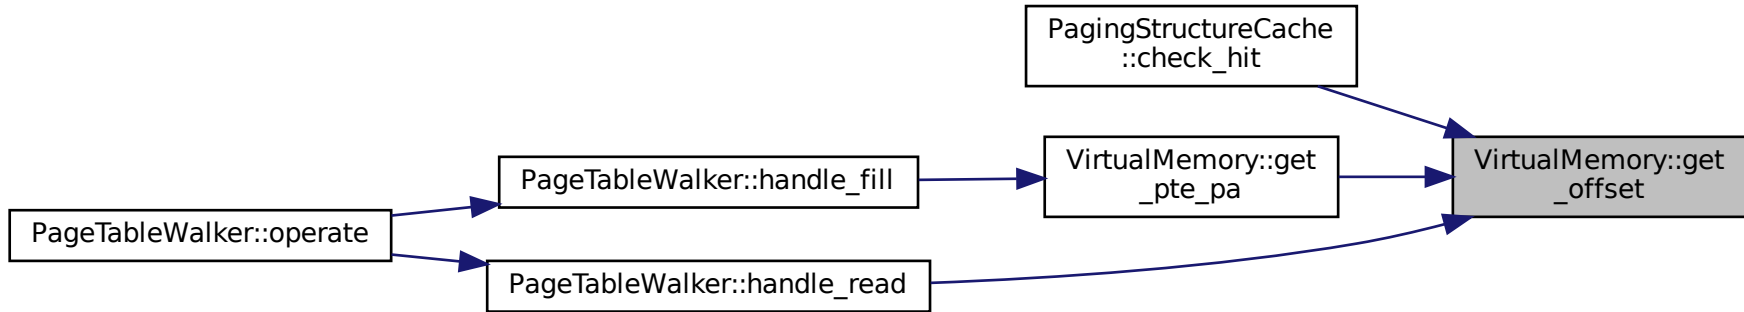 PagingStructureCache
::check_hit
VirtualMemory::get
_offset
VirtualMemory::get
_pte_pa
PageTableWalker::handle_fill
PageTableWalker::operate
PageTableWalker::handle_read